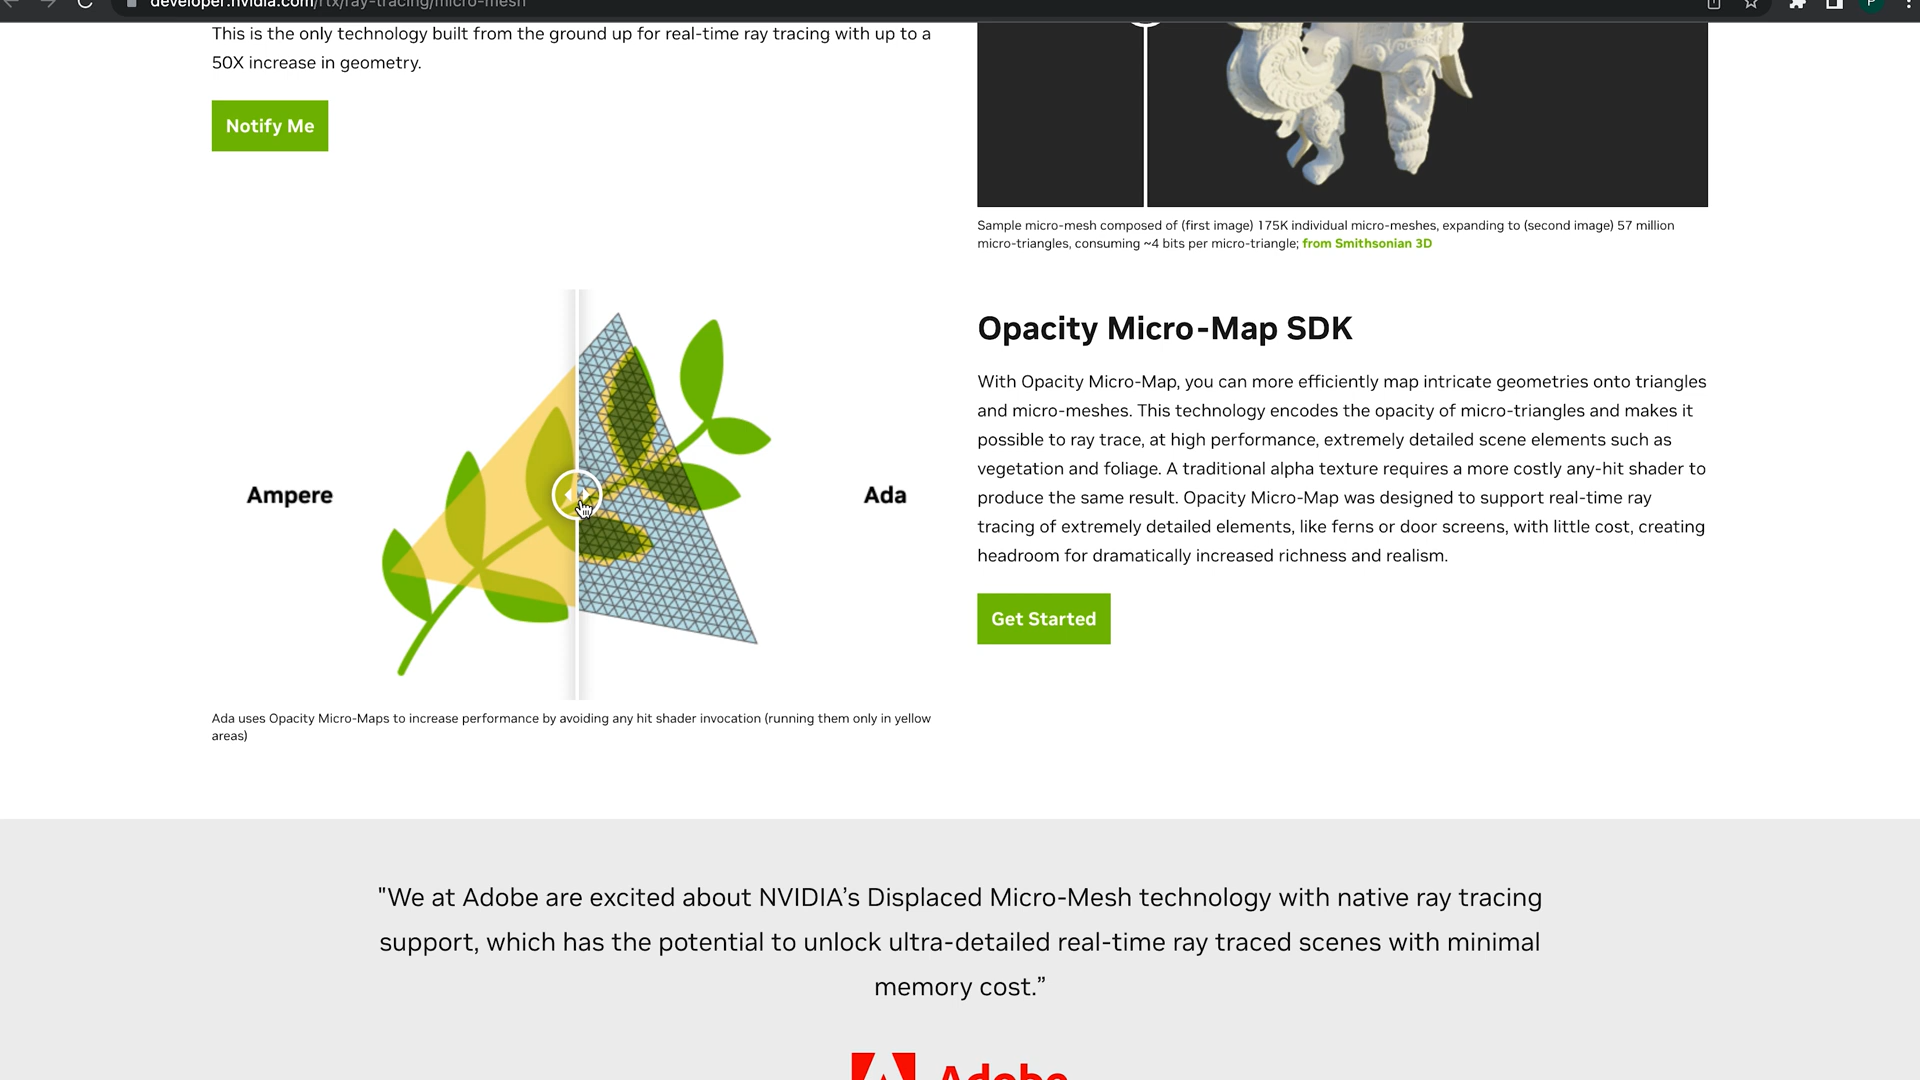 developer.nvidia.com/rtx/ray-tracing/micro-mesh
This is the only technology built from the ground up for real-time ray tracing with up to a
50X increase in geometry.
Notify Me
Sample micro-mesh composed of (first image) 175K individual micro-meshes, expanding to (second image) 57 million
micro-triangles, consuming ~4 bits per micro-triangle; from Smithsonian 3D
Ampere
Ada
Ada uses Opacity Micro-Maps to increase performance by avoiding any hit shader invocation (running them only in yellow
areas)
Opacity Micro-Map SDK
With Opacity Micro-Map, you can more efficiently map intricate geometries onto triangles
and micro-meshes. This technology encodes the opacity of micro-triangles and makes it
possible to ray trace, at high performance, extremely detailed scene elements such as
vegetation and foliage. A traditional alpha texture requires a more costly any-hit shader to
produce the same result. Opacity Micro-Map was designed to support real-time ray
tracing of extremely detailed elements, like ferns or door screens, with little cost, creating
headroom for dramatically increased richness and realism.
Get Started
"We at Adobe are excited about NVIDIA’s Displaced Micro-Mesh technology with native ray tracing
support, which has the potential to unlock ultra-detailed real-time ray traced scenes with minimal
memory cost.”
Adobe